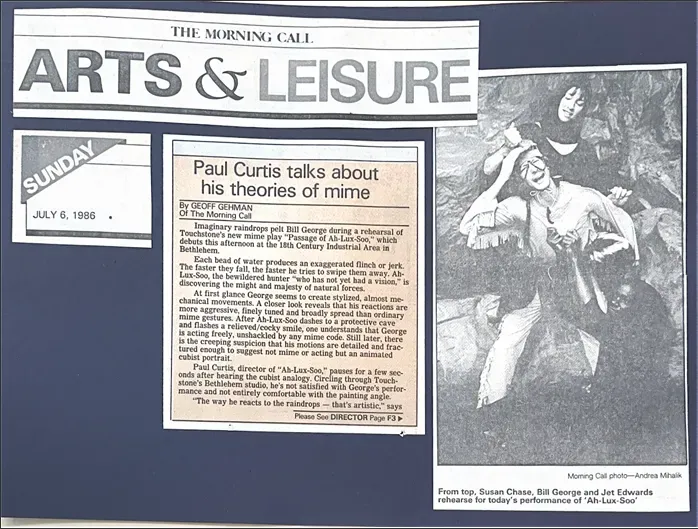 THE MORNING CALL
ARTS & LEISURE
SUNDAY
JULY 6, 1986
Paul Curtis talks about
his theories of mime
By GEOFF GEHMAN
Of The Morning Call
Imaginary raindrops pelt Bill George during a rehearsal of
Touchstone's new mime play "Passage of Ah-Lux-Soo," which
debuts this afternoon at the 18th Century Industrial Area in
Bethlehem.
Each bead of water produces an exaggerated flinch or jerk.
The faster they fall, the faster he tries to swipe them away. Ah-
Lux-Soo, the bewildered hunter "who has not yet had a vision," is
discovering the might and majesty of natural forces.
At first glance George seems to create stylized, almost me-
chanical movements. A closer look reveals that his reactions are
more aggressive, finely tuned and broadly spread than ordinary
mime gestures. After Ah-Lux-Soo dashes to a protective cave
and flashes a relieved/cocky smile, one understands that George
is acting freely, unshackled by any mime code. Still later, there
is the creeping suspicion that his motions are detailed and frac-
tured enough to suggest not mime or acting but an animated
cubist portrait.
Paul Curtis, director of "Ah-Lux-Soo," pauses for a few sec-
onds after hearing the cubist analogy. Circling through Touch-
stone's Bethlehem studio, he's not satisfied with George's perfor-
mance and not entirely comfortable with the painting angle.
"The way he reacts to the raindrops — that's artistic," says
Please See DIRECTOR Page F3 ▶
Morning Call photo—Andrea Mihalik
From top, Susan Chase, Bill George and Jet Edwards
rehearse for today's performance of 'Ah-Lux-Soo'